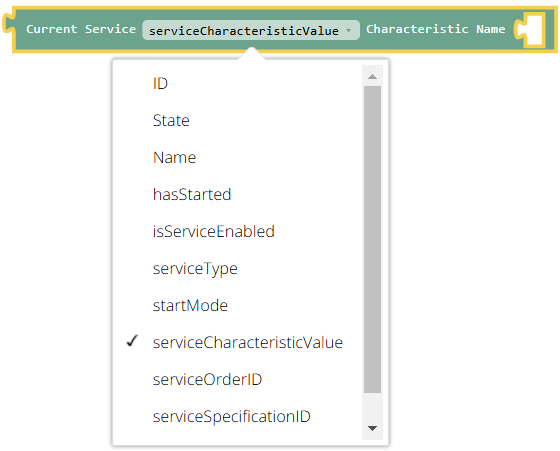 Current Service serviceCharacteristicValue Characteristic Name
ID
State
Name
hasStarted
isServiceEnabled
serviceType
startMode
serviceCharacteristicValue
serviceOrderID
serviceSpecificationID